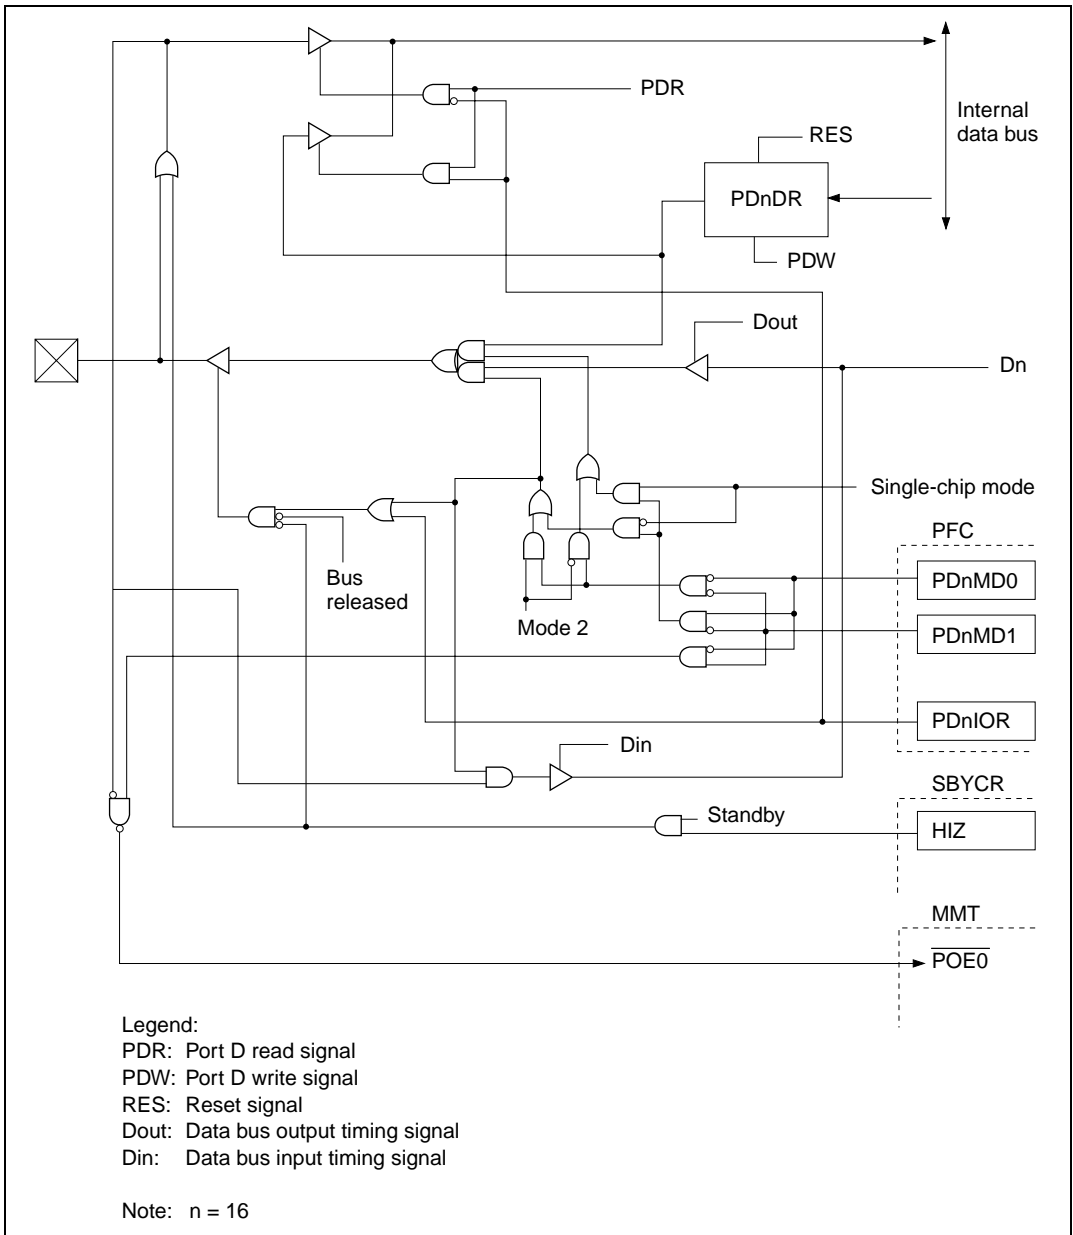 PDR
Internal
data bus
RES
PDnDR
PDW
Dout
Dn
Single-chip mode
PFC
PDnMD0
Bus
released
Mode 2
PDnMD1
PDnIOR
Din
SBYCR
Standby
HIZ
MMT
POE0
Legend:
PDR: Port D read signal
PDW: Port D write signal
RES: Reset signal
Dout: Data bus output timing signal
Din: Data bus input timing signal
Note: n = 16